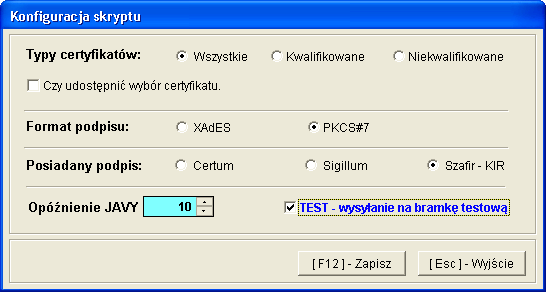 Konfiguracja skryptu
Typy certyfikatów: Wszystkie Kwalifikowane Niekwalifikowane
Czy udostępnić wybór certyfikatu.
Format podpisu: XAdES PKCS#7
Posiadany podpis: Certum Sigillum Szafir - KIR
Opóźnienie JAVY 10 TEST - wysyłanie na bramkę testową
[ F12 ] - Zapisz [ Esc ] - Wyjście